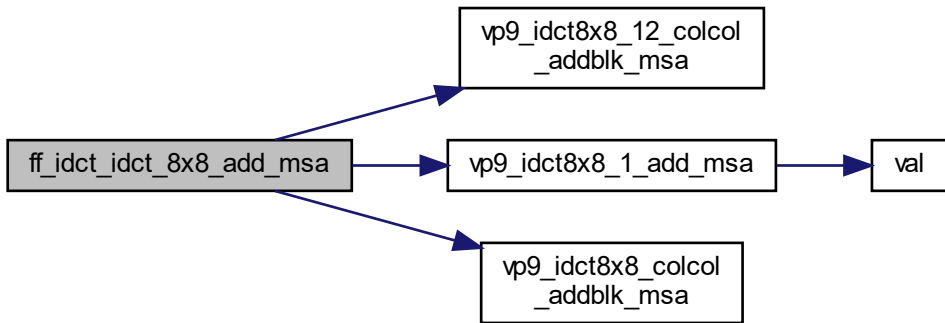 vp9_idct8x8_12_colcol
_addblk_msa
ff_idct_idct_8x8_add_msa
vp9_idct8x8_1_add_msa
val
vp9_idct8x8_colcol
_addblk_msa